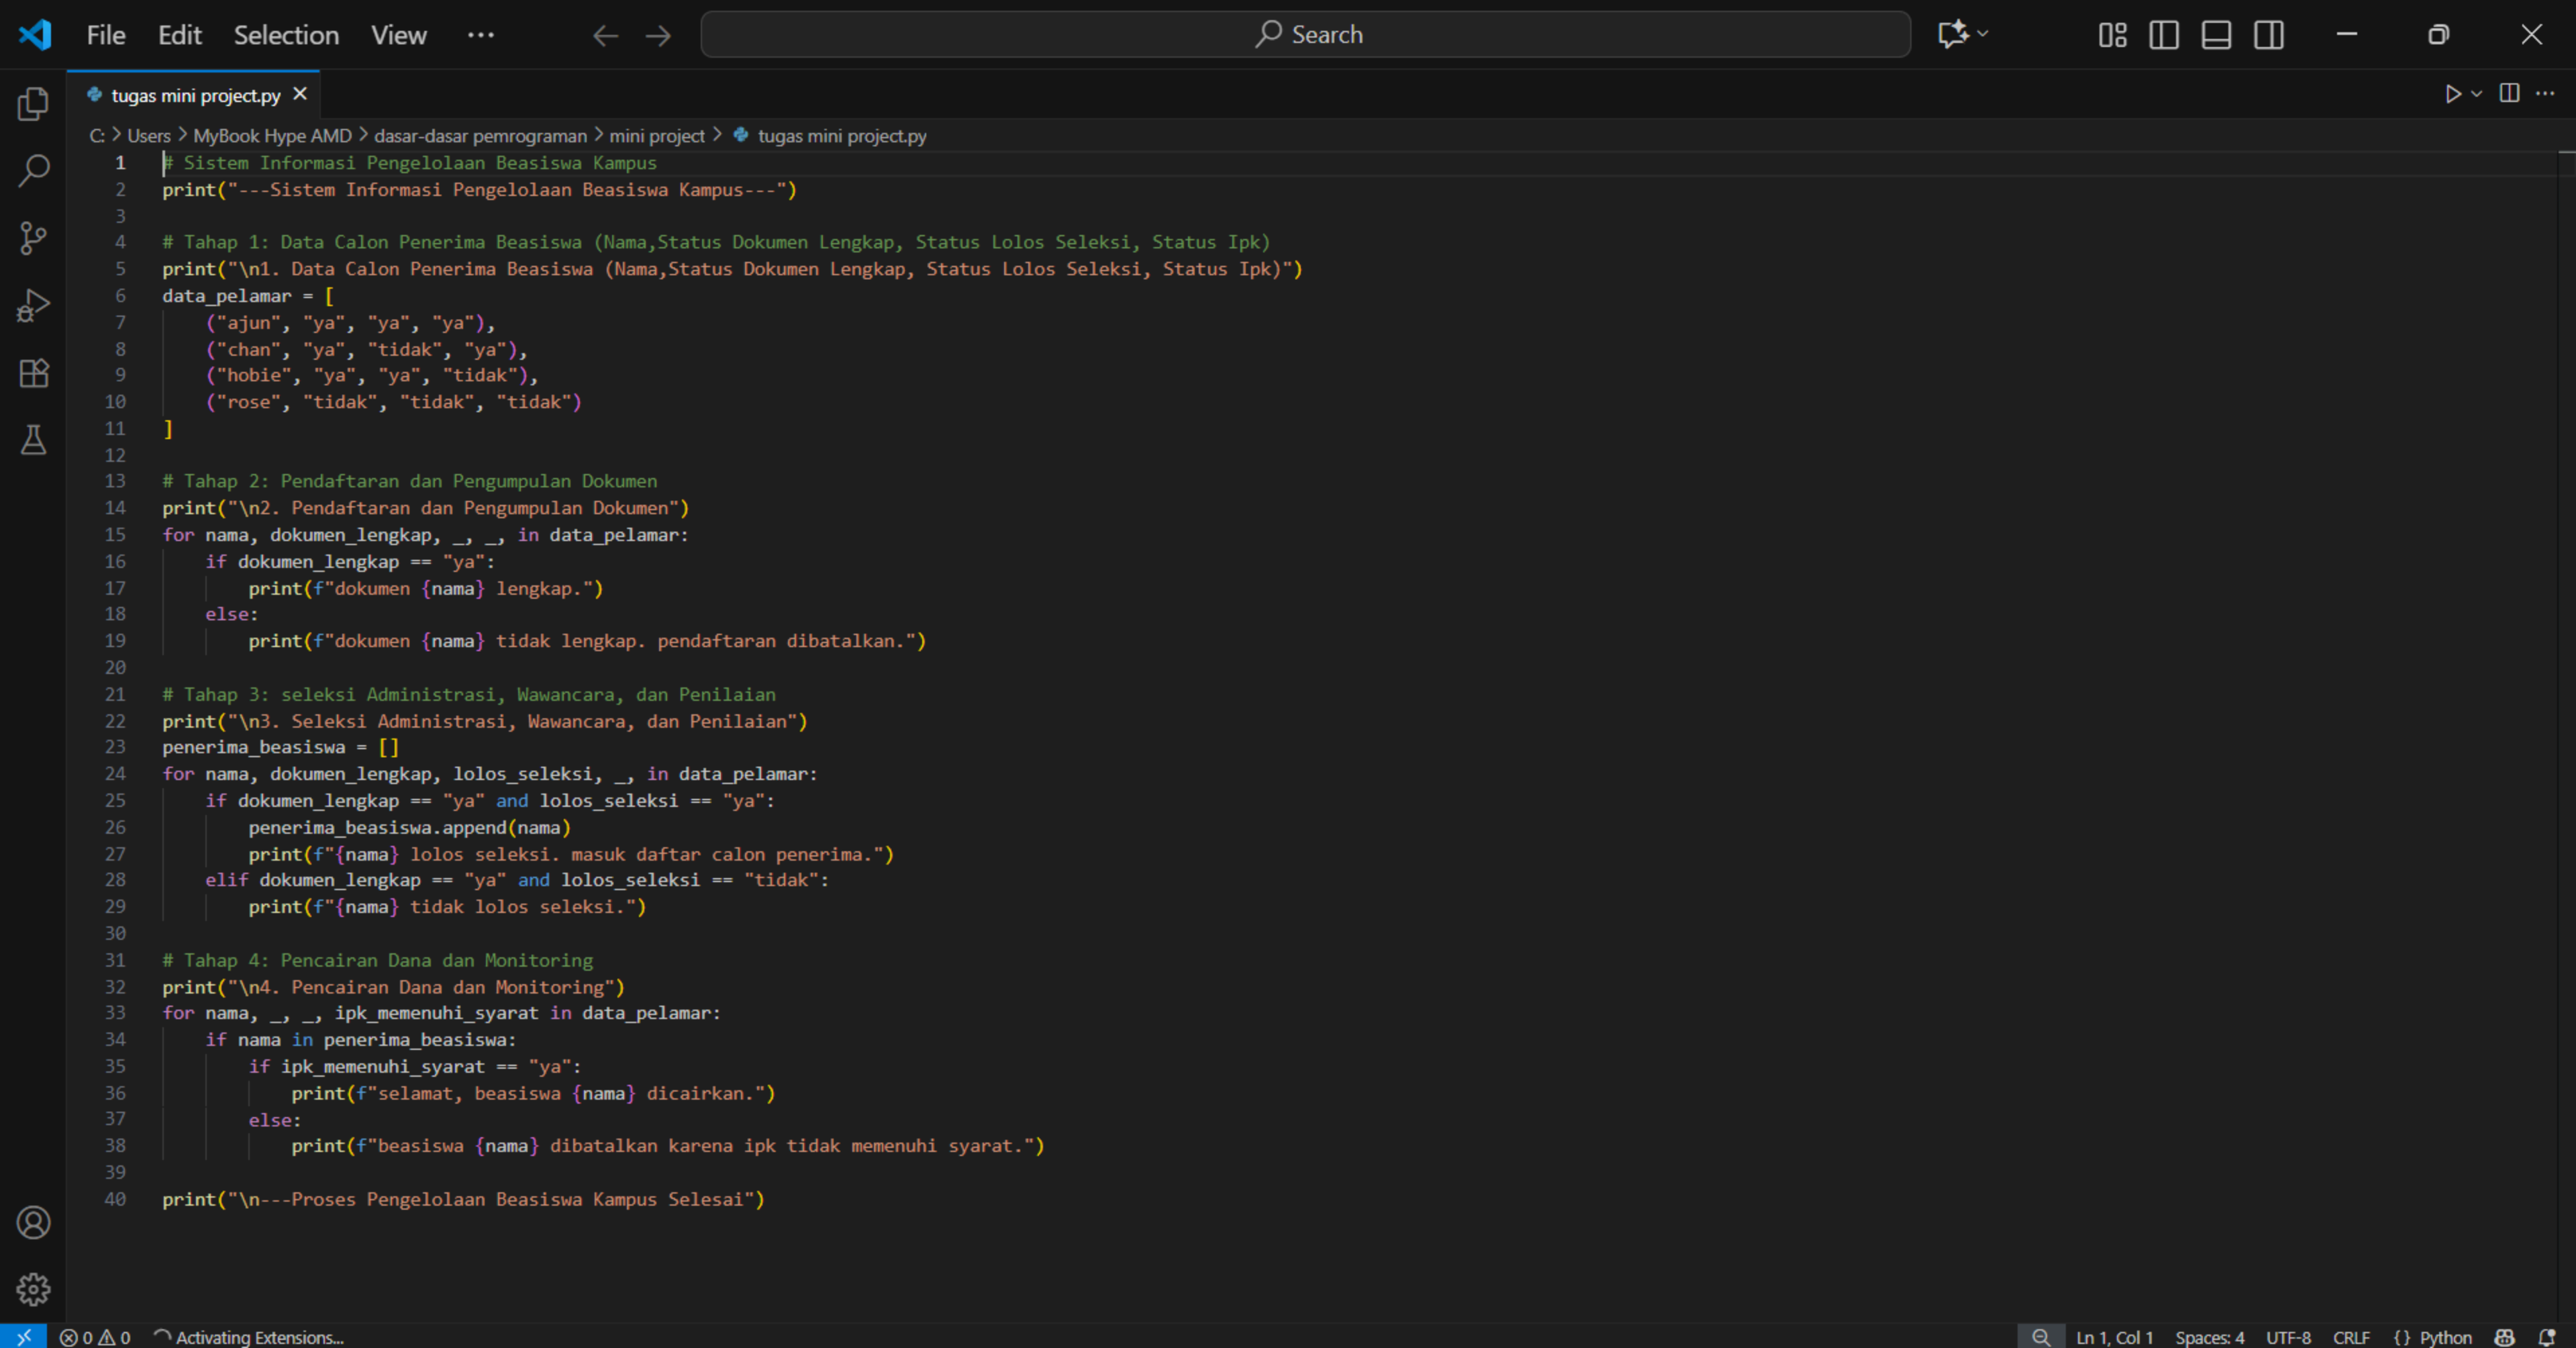 File Edit Selection View ··· Search
tugas mini project.py
C: > Users > MyBook Hype AMD > dasar-dasar pemrograman > mini project > tugas mini project.py
1 # Sistem Informasi Pengelolaan Beasiswa Kampus
2 print("---Sistem Informasi Pengelolaan Beasiswa Kampus---")
3
4 # Tahap 1: Data Calon Penerima Beasiswa (Nama,Status Dokumen Lengkap, Status Lolos Seleksi, Status Ipk)
5 print("\n1. Data Calon Penerima Beasiswa (Nama,Status Dokumen Lengkap, Status Lolos Seleksi, Status Ipk)")
6 data_pelamar = [
7     ("ajun", "ya", "ya", "ya"),
8     ("chan", "ya", "tidak", "ya"),
9     ("hobie", "ya", "ya", "tidak"),
10     ("rose", "tidak", "tidak", "tidak")
11 ]
12
13 # Tahap 2: Pendaftaran dan Pengumpulan Dokumen
14 print("\n2. Pendaftaran dan Pengumpulan Dokumen")
15 for nama, dokumen_lengkap, _, _, in data_pelamar:
16     if dokumen_lengkap == "ya":
17         print(f"dokumen {nama} lengkap.")
18     else:
19         print(f"dokumen {nama} tidak lengkap. pendaftaran dibatalkan.")
20
21 # Tahap 3: seleksi Administrasi, Wawancara, dan Penilaian
22 print("\n3. Seleksi Administrasi, Wawancara, dan Penilaian")
23 penerima_beasiswa = []
24 for nama, dokumen_lengkap, lolos_seleksi, _, in data_pelamar:
25     if dokumen_lengkap == "ya" and lolos_seleksi == "ya":
26         penerima_beasiswa.append(nama)
27         print(f"{nama} lolos seleksi. masuk daftar calon penerima.")
28     elif dokumen_lengkap == "ya" and lolos_seleksi == "tidak":
29         print(f"{nama} tidak lolos seleksi.")
30
31 # Tahap 4: Pencairan Dana dan Monitoring
32 print("\n4. Pencairan Dana dan Monitoring")
33 for nama, _, _, ipk_memenuhi_syarat in data_pelamar:
34     if nama in penerima_beasiswa:
35         if ipk_memenuhi_syarat == "ya":
36             print(f"selamat, beasiswa {nama} dicairkan.")
37         else:
38             print(f"beasiswa {nama} dibatalkan karena ipk tidak memenuhi syarat.")
39
40 print("\n---Proses Pengelolaan Beasiswa Kampus Selesai")
0 0 Activating Extensions... Ln 1, Col 1 Spaces: 4 UTF-8 CRLF {} Python